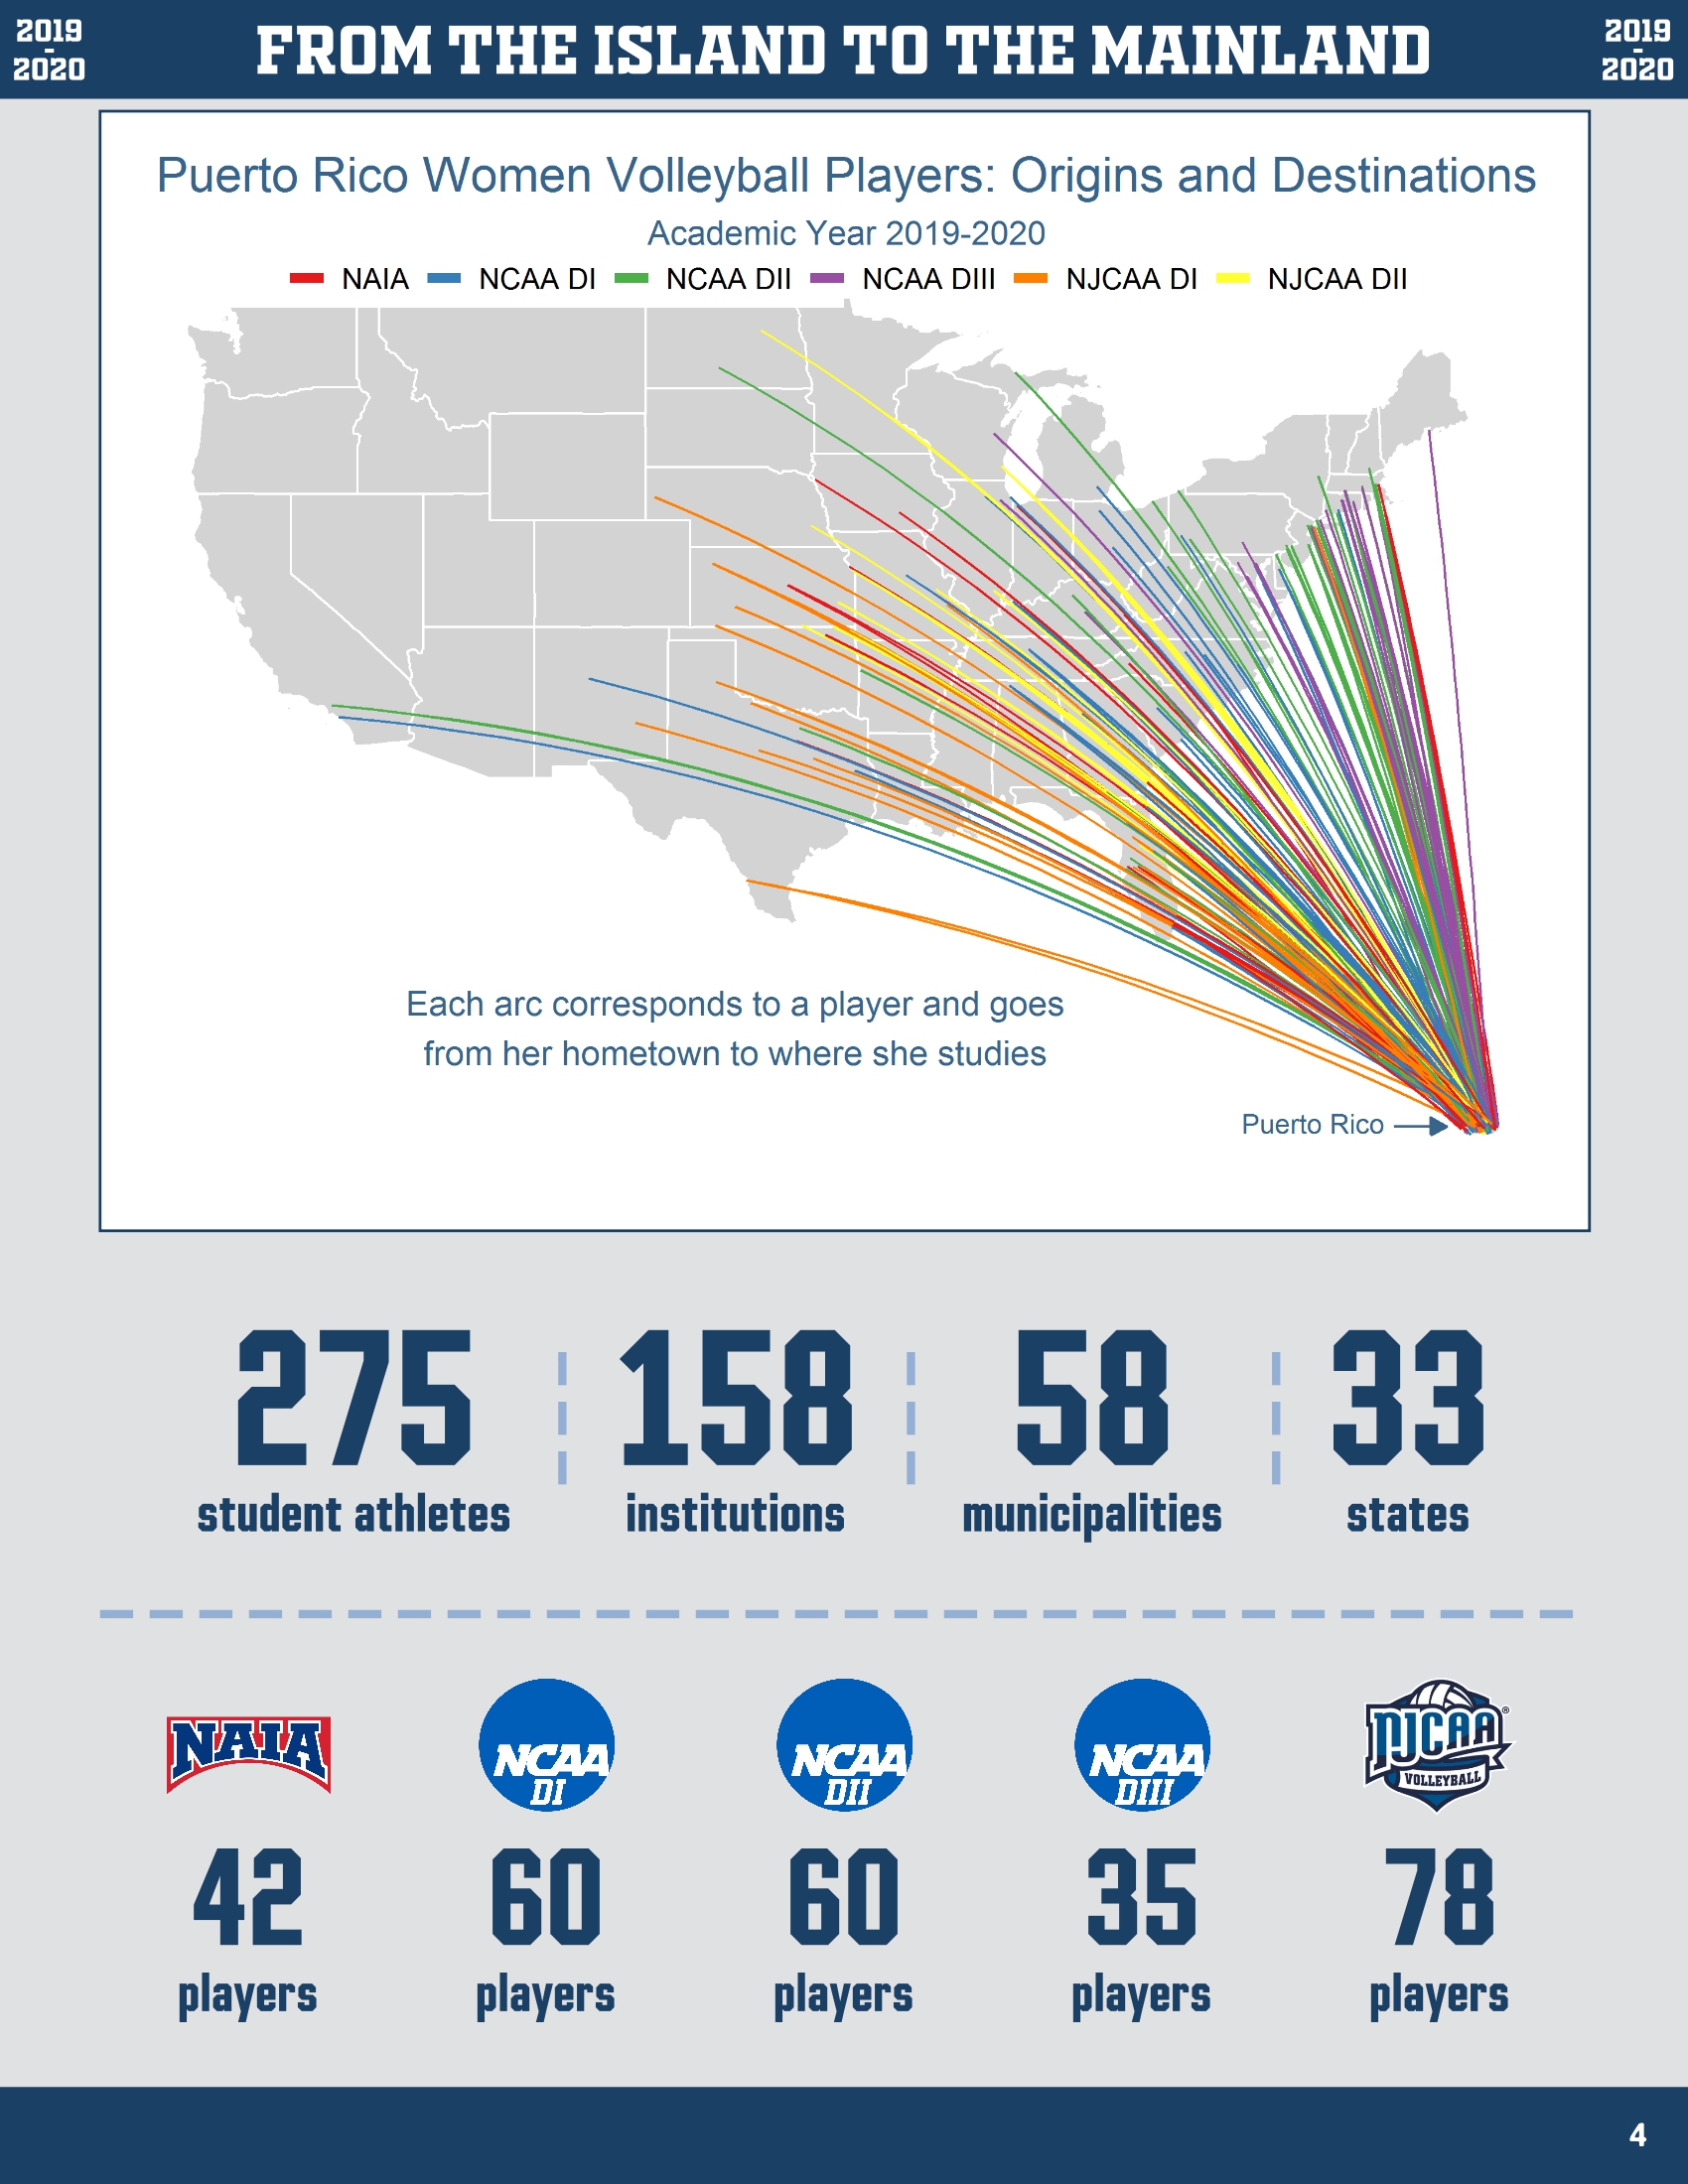 2019
-
2020
FROM THE ISLAND TO THE MAINLAND
2019
-
2020
Puerto Rico Women Volleyball Players: Origins and Destinations
Academic Year 2019-2020
NAIA NCAA DI NCAA DII NCAA DIII NJCAA DI NJCAA DII
Each arc corresponds to a player and goes
from her hometown to where she studies
Puerto Rico
275 158 58 33
student athletes institutions municipalities states
NAIA
NCAA
DI
NCAA
DII
NCAA
DIII
NJCAA
®
VOLLEYBALL
42 60 60 35 78
players players players players players
4